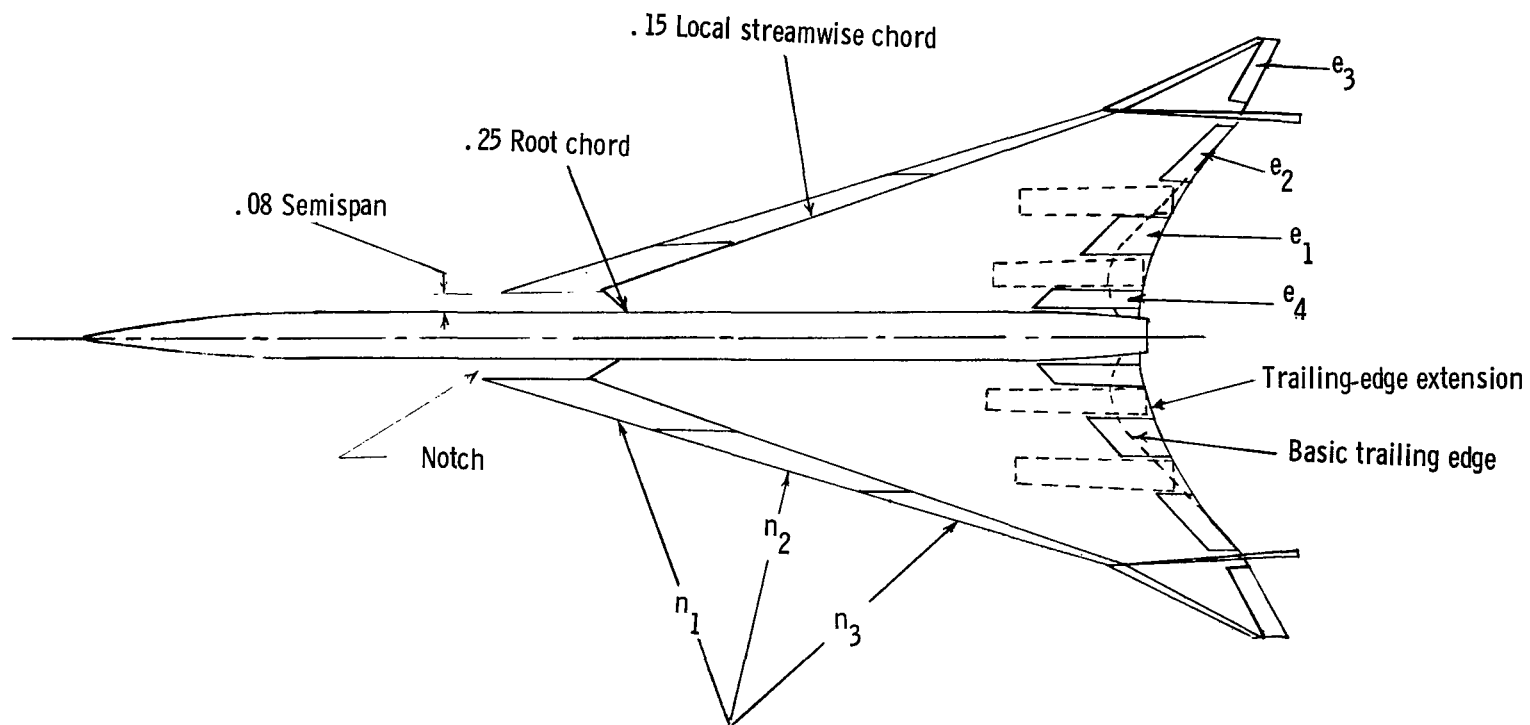 .15 Local streamwise chord
e3
.25 Root chord
e2
.08 Semispan
e1
e4
Trailing-edge extension
Notch
Basic trailing edge
n2
n1
n3